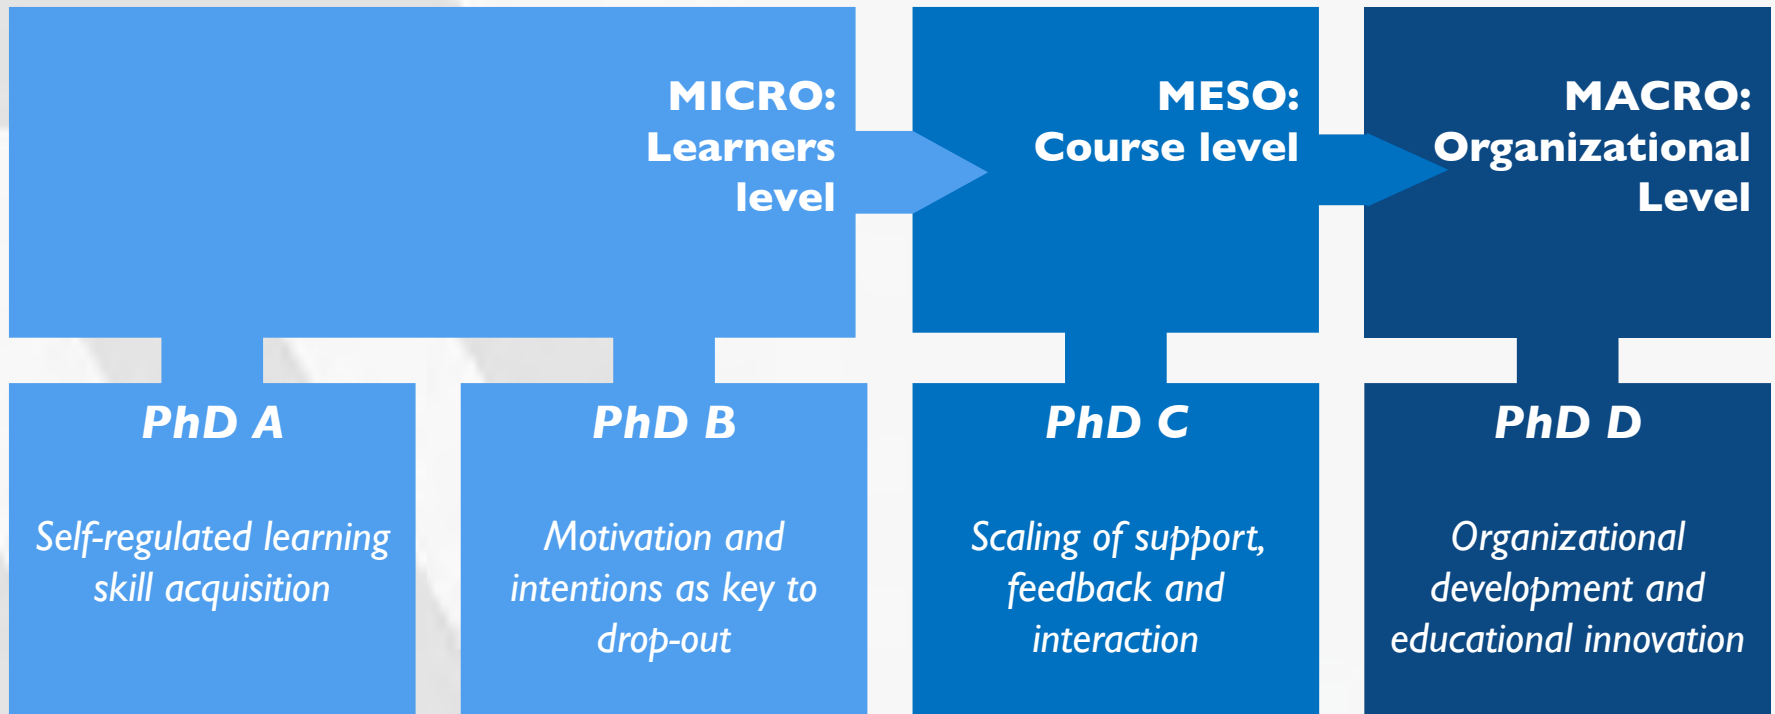 MICRO:
Learners
level
MESO:
Course level
MACRO:
Organizational
Level
PhD A
Self-regulated learning
skill acquisition
PhD B
Motivation and
intentions as key to
drop-out
PhD C
Scaling of support,
feedback and
interaction
PhD D
Organizational
development and
educational innovation